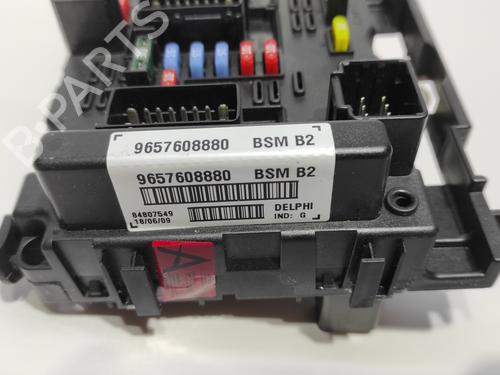 9657608880 BSM B2
9657608880 BSM B2
84807549
18/06/09
DELPHI
IND: G
A
B-PARTS